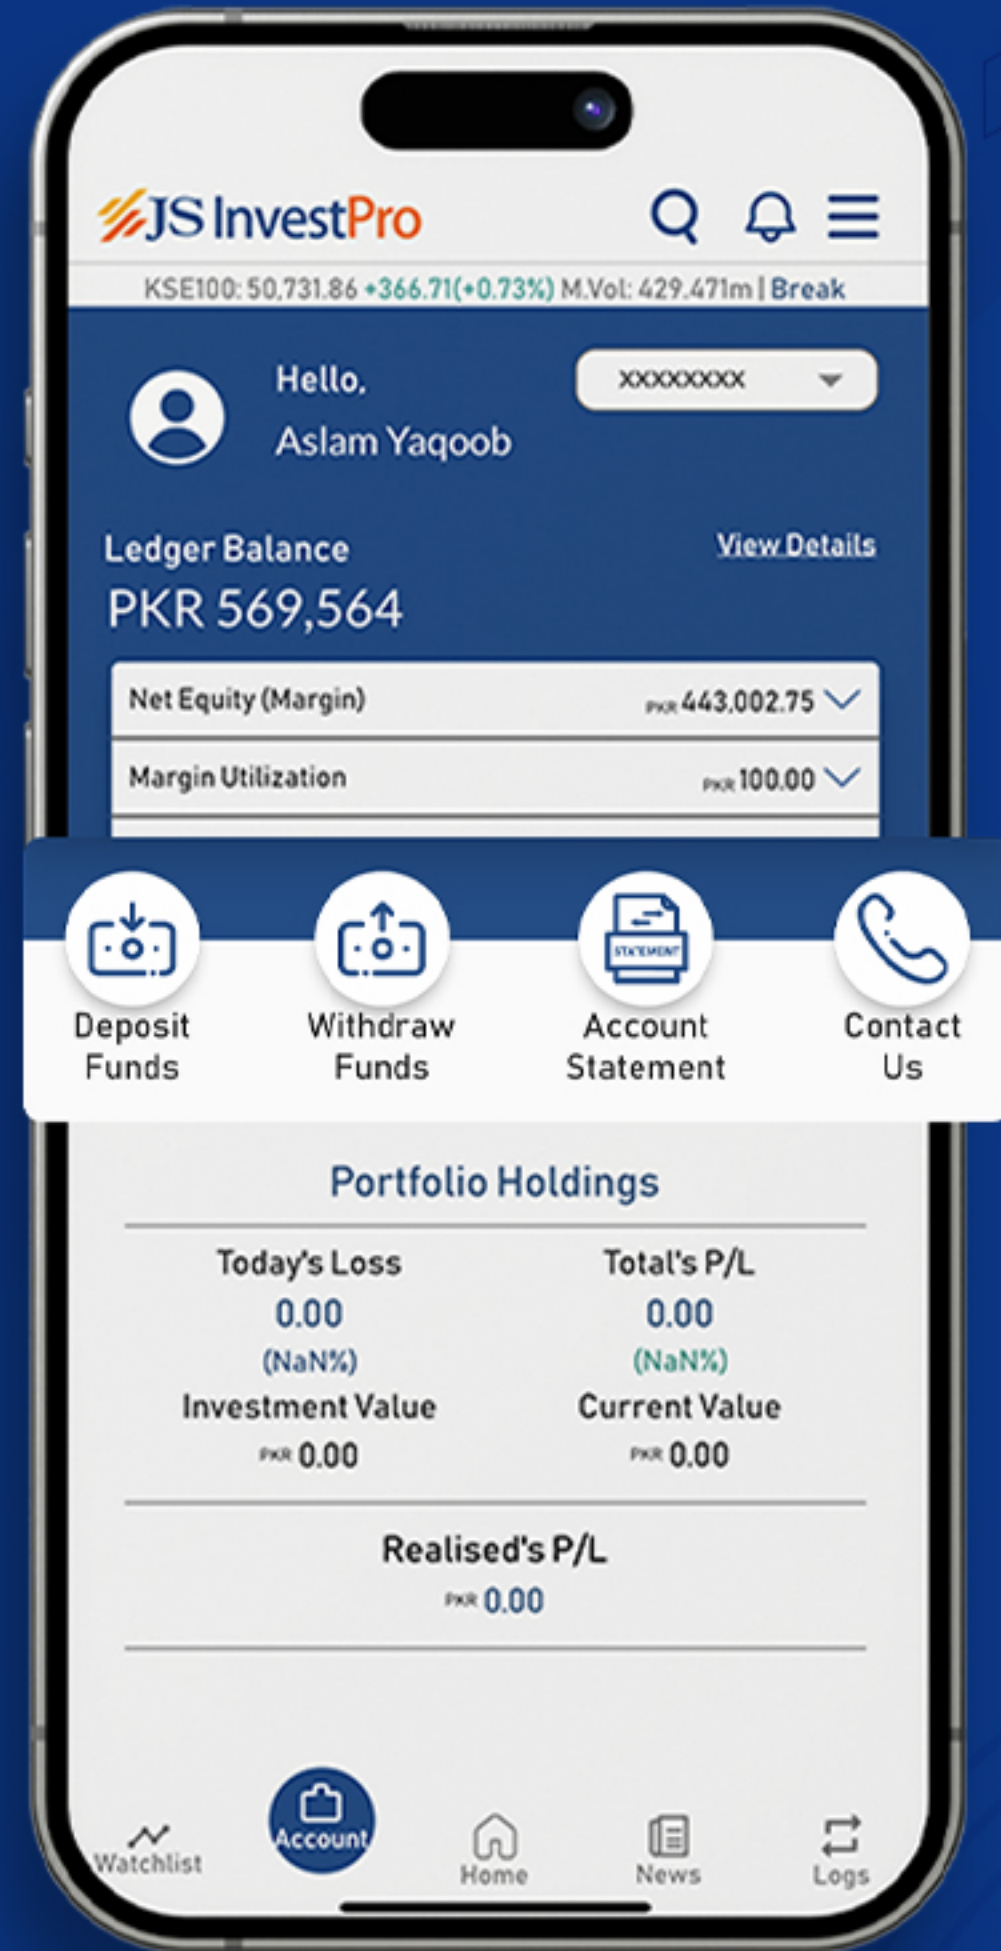 JS InvestPro
KSE100: 50,731.86 +366.71(+0.73%) M.Vol: 429.471m | Break
Hello,
Aslam Yaqoob
XXXXXXXX
Ledger Balance
View Details
PKR 569,564
Net Equity (Margin) PKR 443,002.75
Margin Utilization PKR 100.00
STATEMENT
Deposit
Funds
Withdraw
Funds
Account
Statement
Contact
Us
Portfolio Holdings
Today's Loss
0.00
(NaN%)
Total's P/L
0.00
(NaN%)
Investment Value
PKR 0.00
Current Value
PKR 0.00
Realised's P/L
PKR 0.00
Watchlist
Account
Home
News
Logs